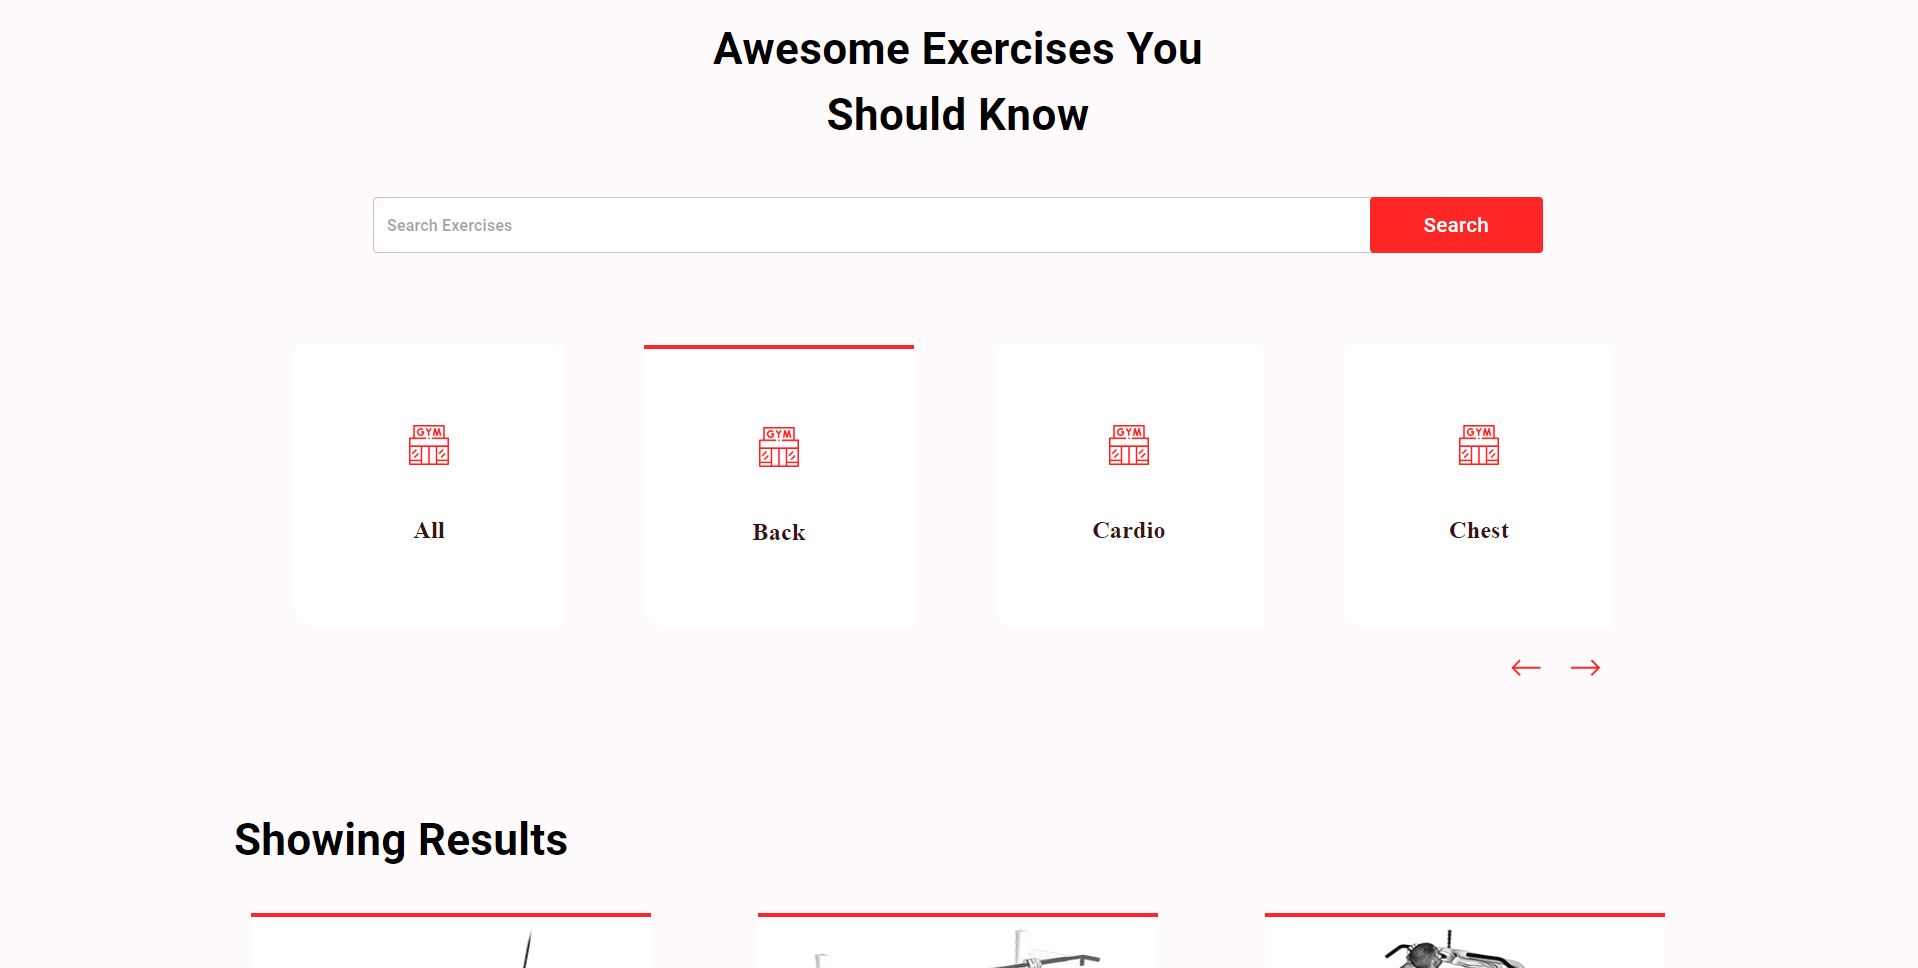 Awesome Exercises You
Should Know
Search Exercises
Search
GYM
GYM
GYM
GYM
All
Back
Cardio
Chest
Showing Results